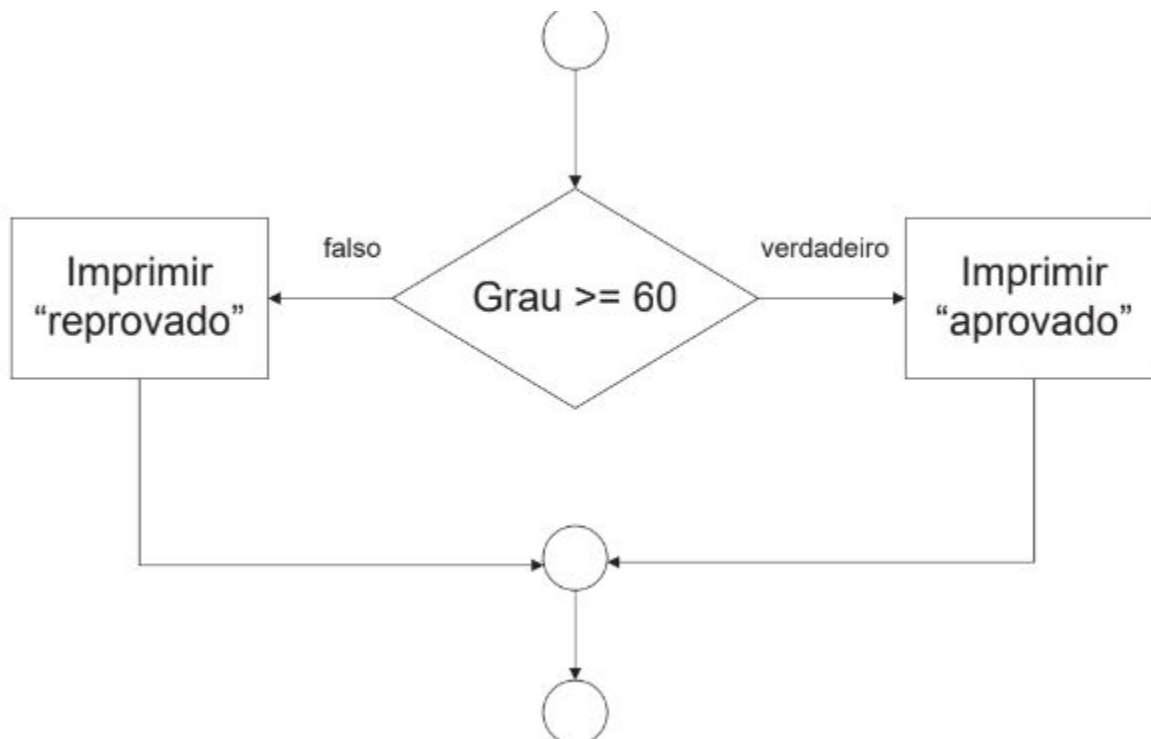 falso
verdadeiro
Imprimir
“reprovado”
Grau >= 60
Imprimir
“aprovado”